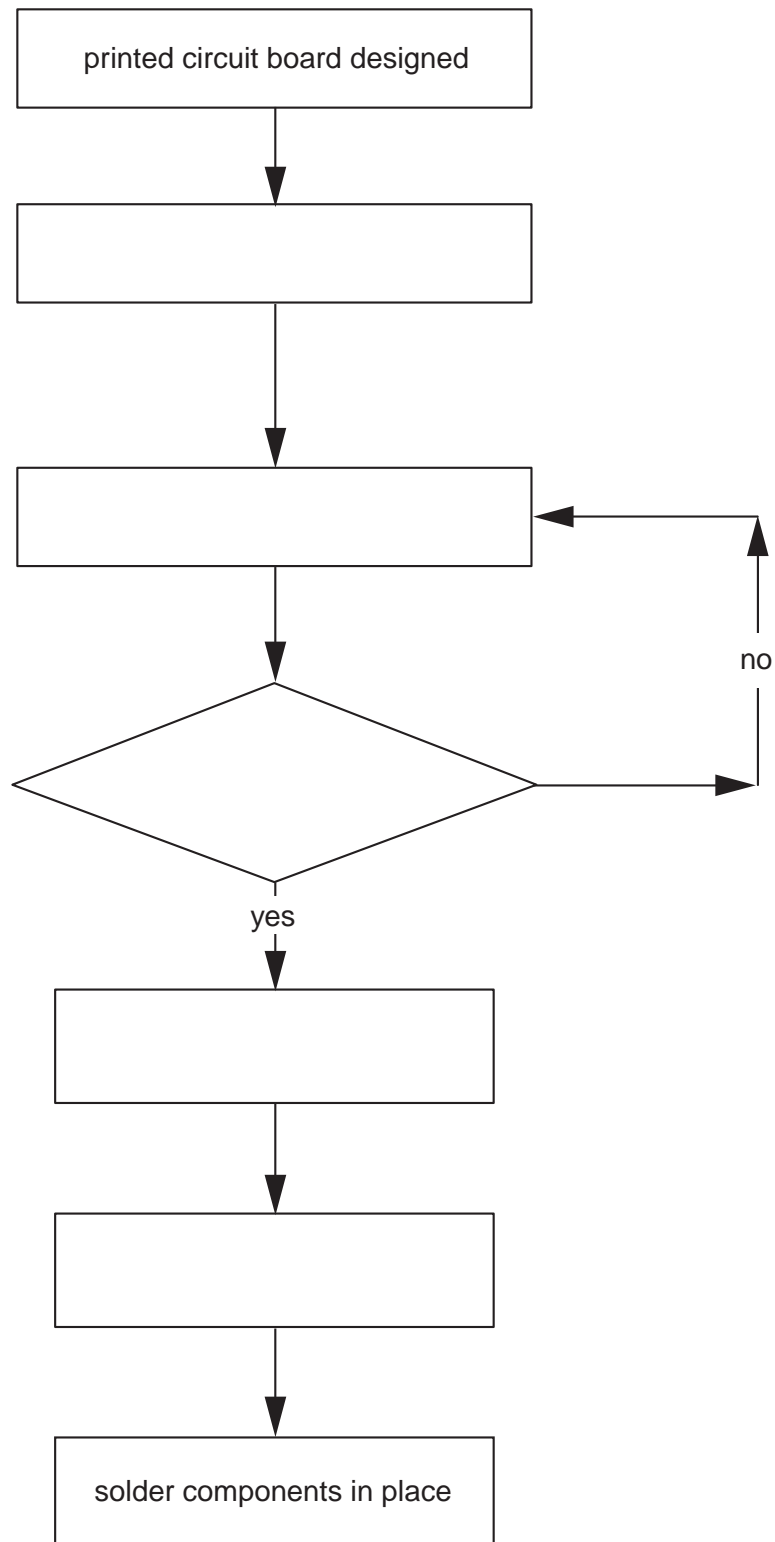 printed circuit board designed
no
yes
solder components in place